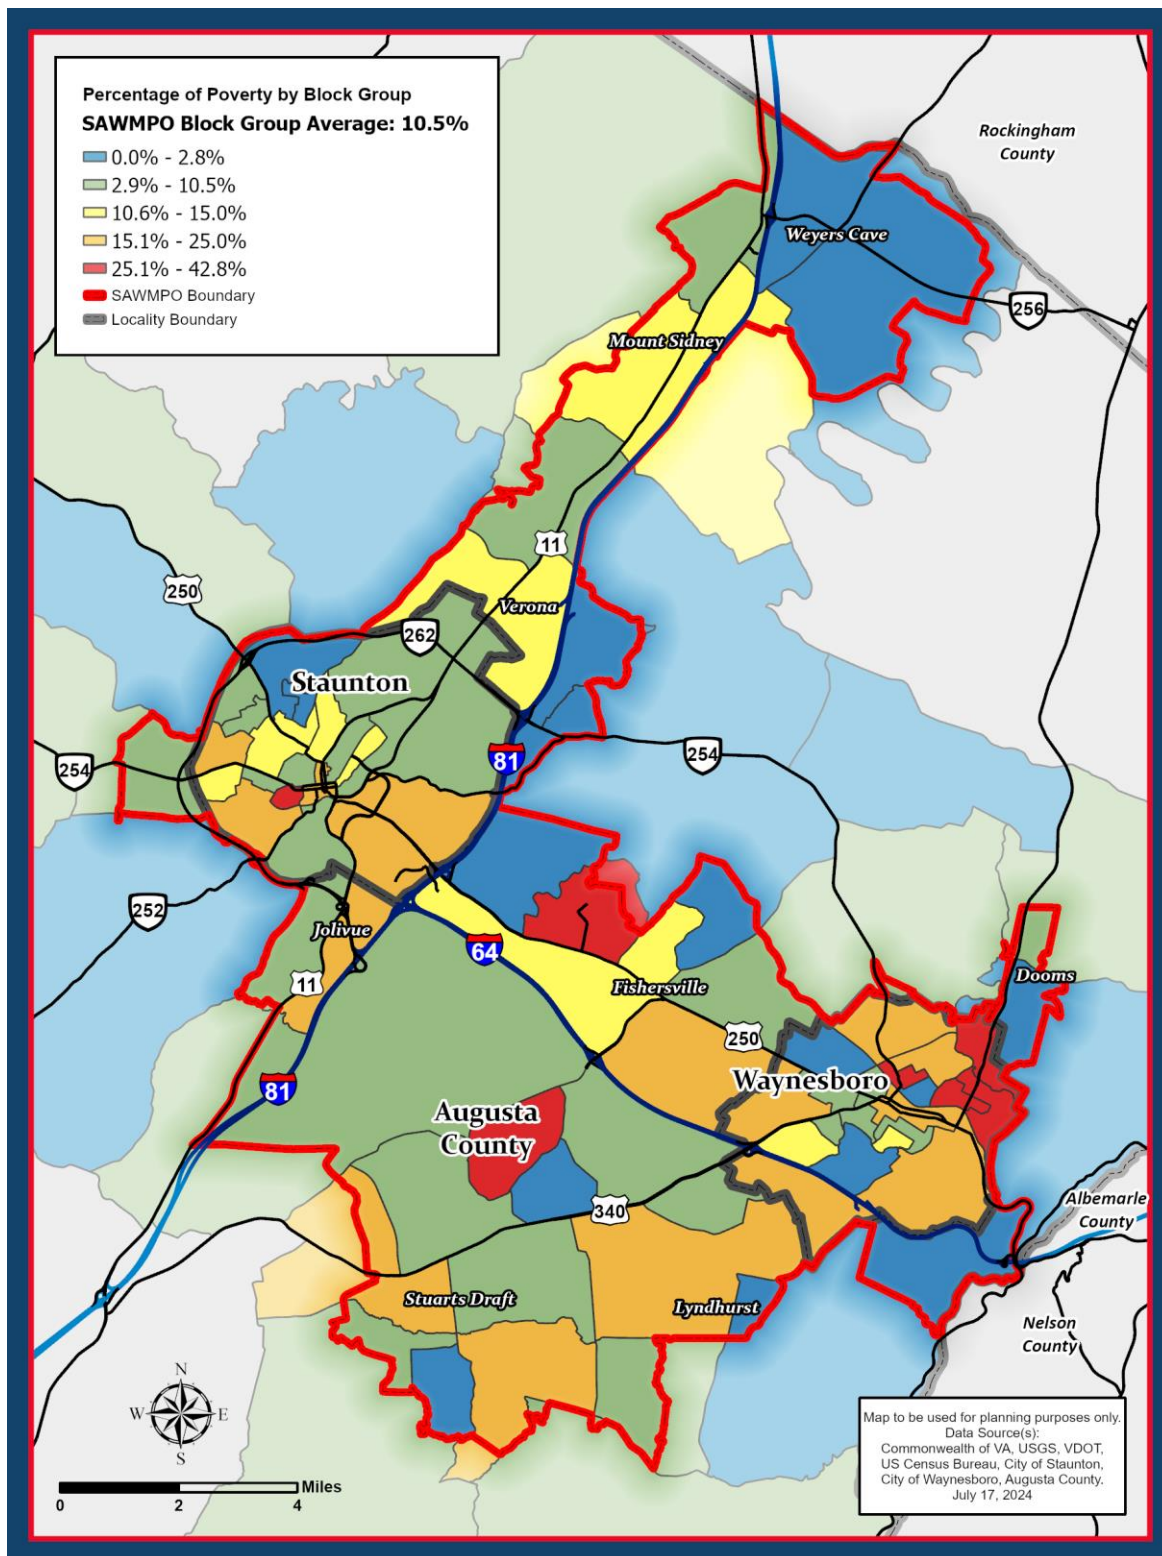 Percentage of Poverty by Block Group
SAWMPO Block Group Average: 10.5%
0.0% - 2.8%
2.9% - 10.5%
10.6% - 15.0%
15.1% - 25.0%
25.1% - 42.8%
SAWMPO Boundary
Locality Boundary
Rockingham
County
Weyers Cave
256
Mount Sidney
11
250
Verona
262
Staunton
254
81
254
252
Jolivue
64
11
Fishersville
Dooms
250
Waynesboro
81
Augusta
County
340
Albemarle
County
Stuarts Draft
Lyndhurst
Nelson
County
N
W
E
S
Miles
0
2
4
Map to be used for planning purposes only.
Data Source(s):
Commonwealth of VA, USGS, VDOT,
US Census Bureau, City of Staunton,
City of Waynesboro, Augusta County.
July 17, 2024